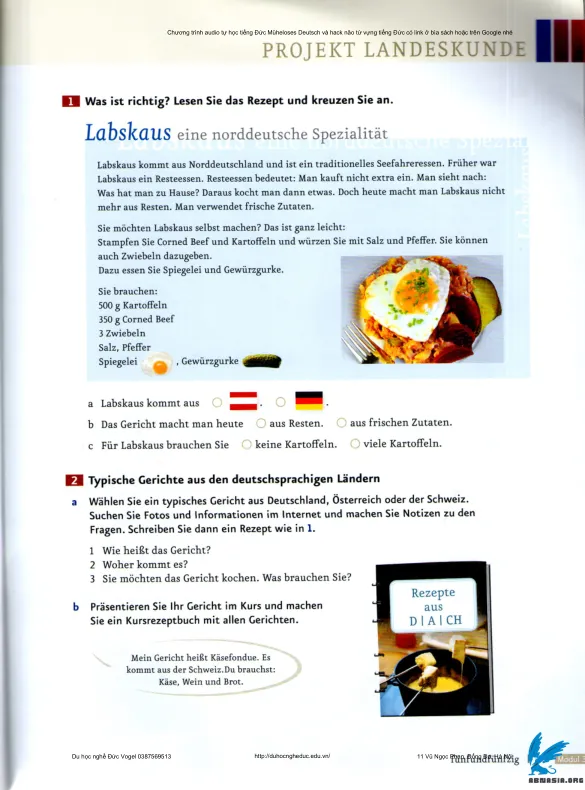 Chương trình audio tự học tiếng Đức Müheloses Deutsch và hack não từ vựng tiếng Đức có link ở bìa sách hoặc trên Google nhé
PROJEKT LANDESKUNDE
1 Was ist richtig? Lesen Sie das Rezept und kreuzen Sie an.
Labskaus eine norddeutsche Spezialität
Labskaus kommt aus Norddeutschland und ist ein traditionelles Seefahreressen. Früher war
Labskaus ein Resteessen. Resteessen bedeutet: Man kauft nicht extra ein. Man sieht nach:
Was hat man zu Hause? Daraus kocht man dann etwas. Doch heute macht man Labskaus nicht
mehr aus Resten. Man verwendet frische Zutaten.
Sie möchten Labskaus selbst machen? Das ist ganz leicht:
Stampfen Sie Corned Beef und Kartoffeln und würzen Sie mit Salz und Pfeffer. Sie können
auch Zwiebeln dazugeben.
Dazu essen Sie Spiegelei und Gewürzgurke.
Sie brauchen:
500 g Kartoffeln
350 g Corned Beef
3 Zwiebeln
Salz, Pfeffer
Spiegelei , Gewürzgurke
a Labskaus kommt aus . .
b Das Gericht macht man heute aus Resten. aus frischen Zutaten.
c Für Labskaus brauchen Sie keine Kartoffeln. viele Kartoffeln.
2 Typische Gerichte aus den deutschsprachigen Ländern
a Wählen Sie ein typisches Gericht aus Deutschland, Österreich oder der Schweiz.
Suchen Sie Fotos und Informationen im Internet und machen Sie Notizen zu den
Fragen. Schreiben Sie dann ein Rezept wie in 1.
1 Wie heißt das Gericht?
2 Woher kommt es?
3 Sie möchten das Gericht kochen. Was brauchen Sie?
b Präsentieren Sie Ihr Gericht im Kurs und machen
Sie ein Kursrezeptbuch mit allen Gerichten.
Rezepte
aus
D | A | CH
Mein Gericht heißt Käsefondue. Es
kommt aus der Schweiz.Du brauchst:
Käse, Wein und Brot.
Du học nghề Đức Vogel 0387569513
http://duhocngheduc.edu.vn/
11 Vũ Ngọc Phan, Đống Đa, Hà Nội
fünfundfünfzig
Modul
ABMASIA.ORG